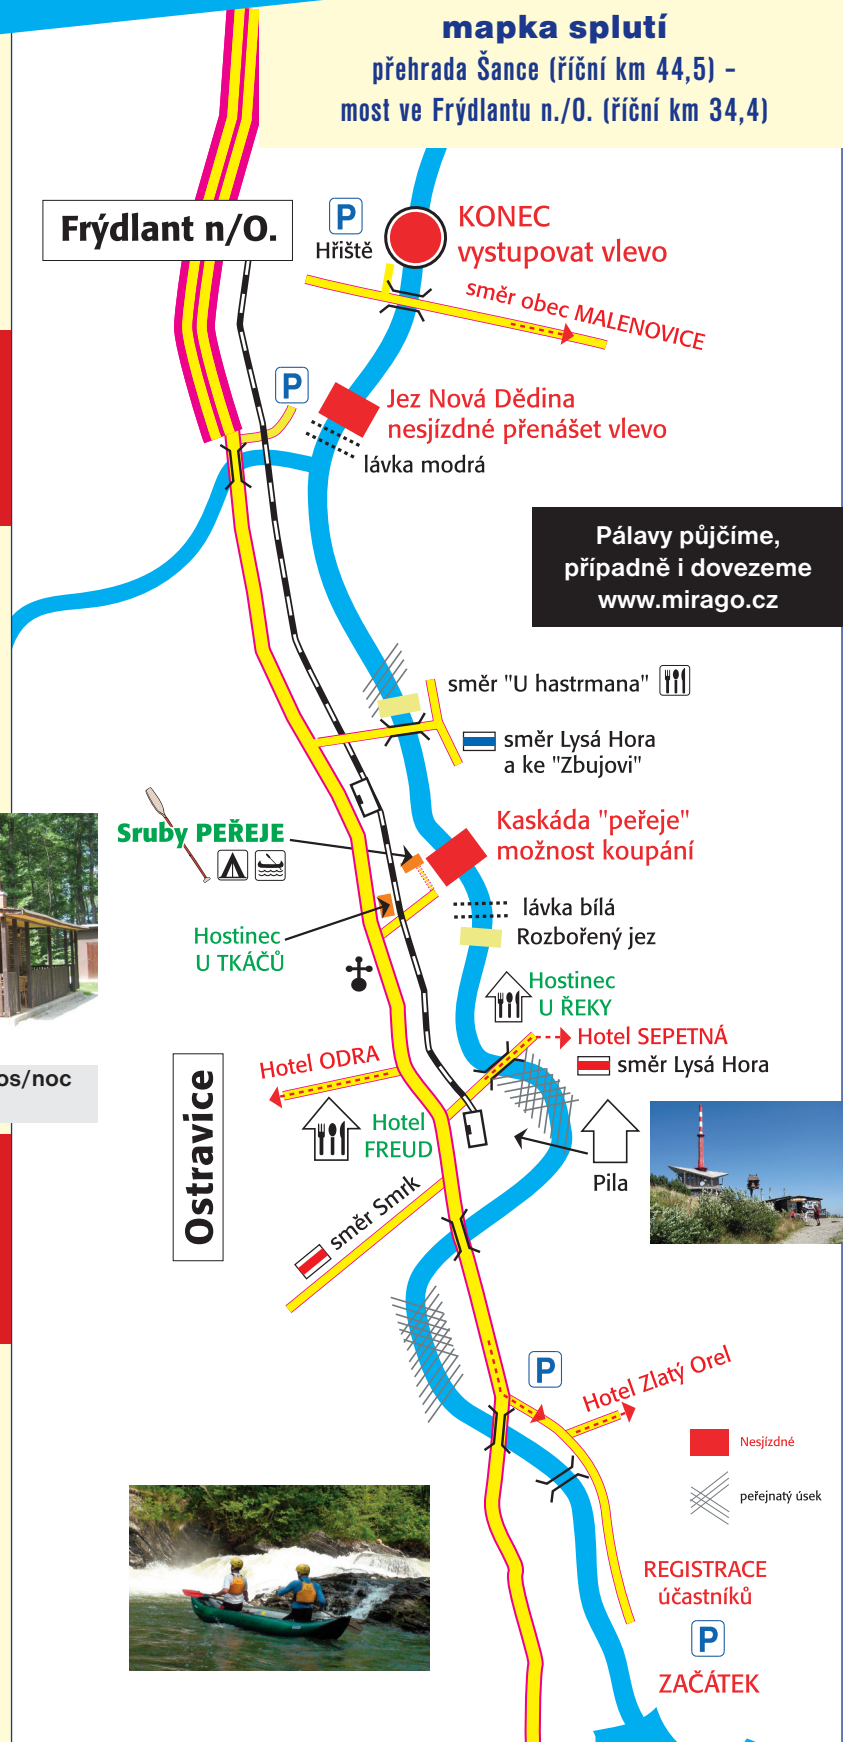 mapka splutí
přehrada Šance (říční km 44,5) –
most ve Frýdlantu n./O. (říční km 34,4)
Frýdlant n/O.
P
Hřiště
KONEC
vystupovat vlevo
směr obec MALENOVICE
P
Jez Nová Dědina
nesjízdné přenášet vlevo
lávka modrá
Pálavy půjčíme,
případně i dovezeme
www.mirago.cz
směr "U hastrmana"
směr Lysá Hora
a ke "Zbujovi"
Kaskáda "peřeje"
možnost koupání
Sruby PEŘEJE
lávka bílá
Rozbořený jez
Hostinec
U TKÁČŮ
Hostinec
U ŘEKY
Hotel SEPETNÁ
směr Lysá Hora
Hotel ODRA
os/noc
Ostravice
Hotel
FREUD
Pila
směr Smrk
P
Hotel Zlatý Orel
Nesjízdné
peřejnatý úsek
REGISTRACE
účastníků
P
ZAČÁTEK